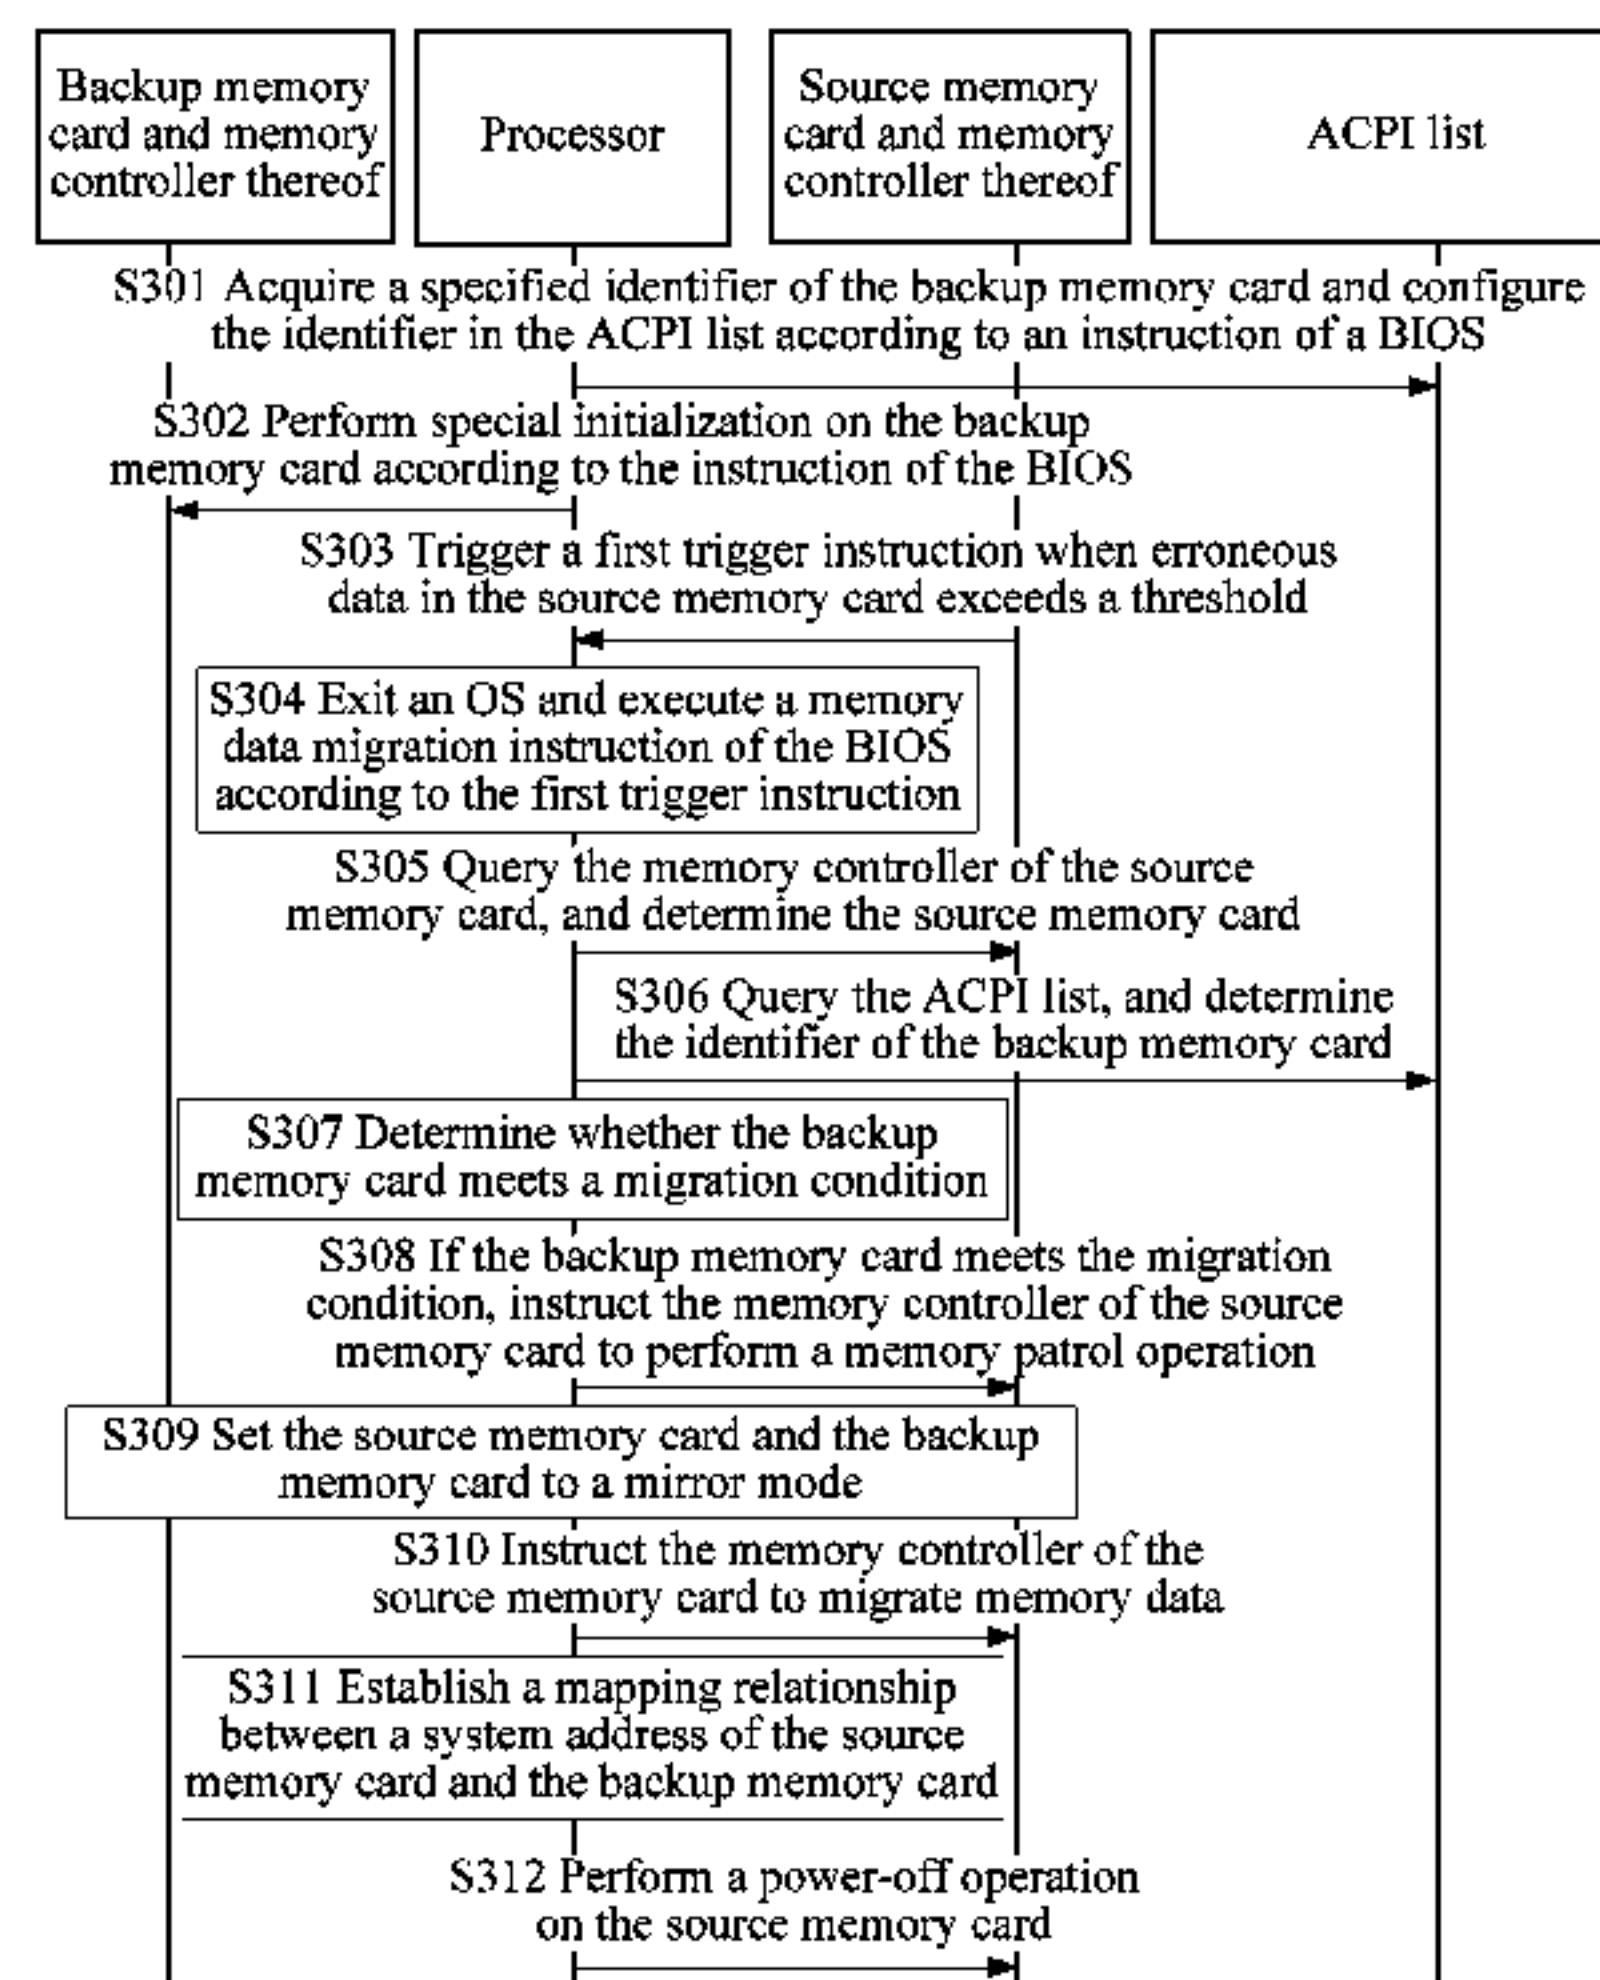 Backup memory
card and memory
controller thereof
Processor
Source memory
card and memory
controller thereof
ACPI list
S301 Acquire a specified identifier of the backup memory card and configure
the identifier in the ACPI list according to an instruction of a BIOS
S302 Perform special initialization on the backup
memory card according to the instruction of the BIOS
S303 Trigger a first trigger instruction when erroneous
data in the source memory card exceeds a threshold
S304 Exit an OS and execute a memory
data migration instruction of the BIOS
according to the first trigger instruction
S305 Query the memory controller of the source
memory card, and determine the source memory card
S306 Query the ACPI list, and determine
the identifier of the backup memory card
S307 Determine whether the backup
memory card meets a migration condition
S308 If the backup memory card meets the migration
condition, instruct the memory controller of the source
memory card to perform a memory patrol operation
S309 Set the source memory card and the backup
memory card to a mirror mode
S310 Instruct the memory controller of the
source memory card to migrate memory data
S311 Establish a mapping relationship
between a system address of the source
memory card and the backup memory card
S312 Perform a power-off operation
on the source memory card